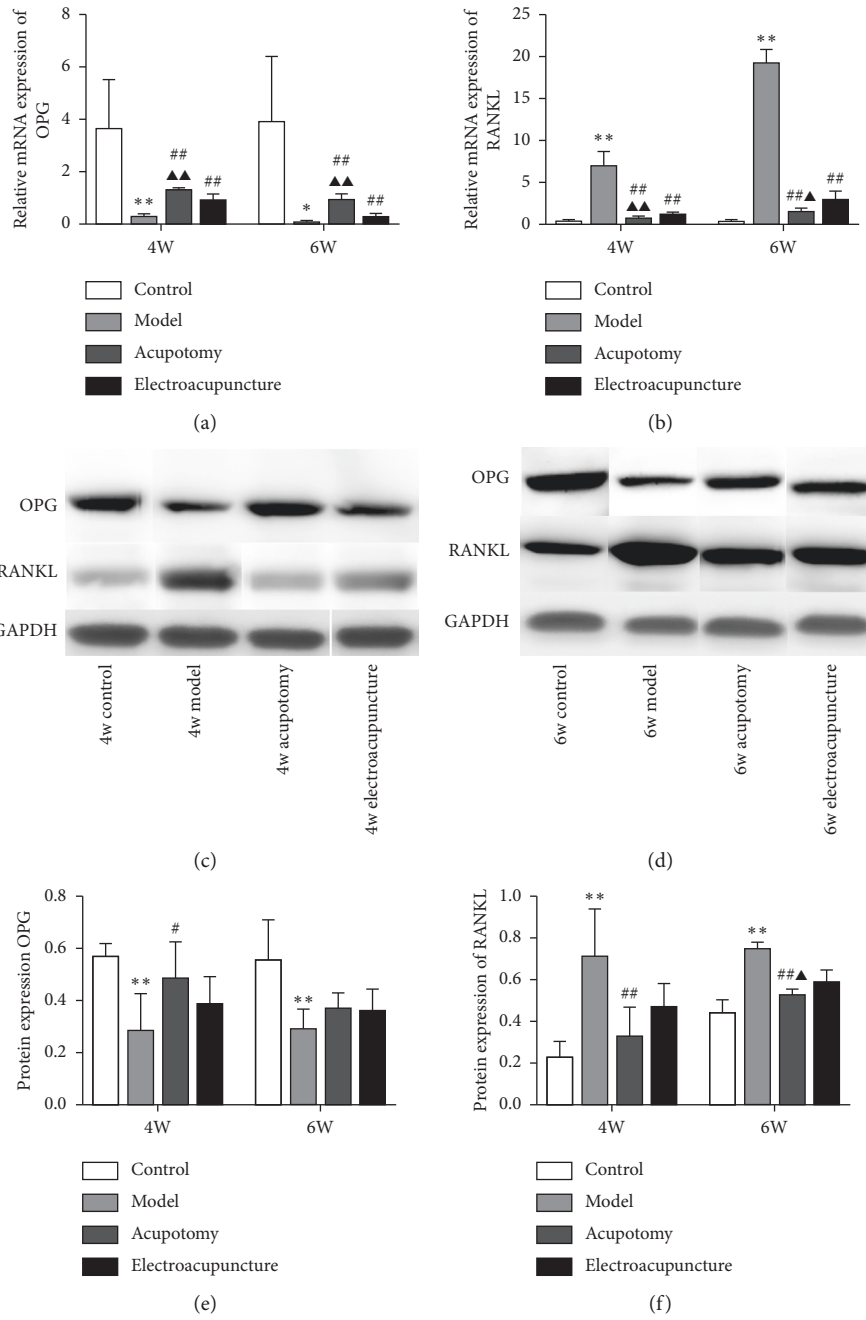 Relative mRNA expression of
OPG
8
6
4
2
0
##
##
▲▲
##
▲▲
##
**
*
##
4W
6W
Control
Model
Acupotomy
Electroacupuncture
(a)
Relative mRNA expression of
RANKL
25
20
15
10
5
0
**
**
##
▲▲
##
##▲
##
4W
6W
Control
Model
Acupotomy
Electroacupuncture
(b)
OPG
RANKL
GAPDH
4w control
4w model
4w acupotomy
4w electroacupuncture
(c)
OPG
RANKL
GAPDH
6w control
6w model
6w acupotomy
6w electroacupuncture
(d)
Protein expression OPG
0.8
0.6
0.4
0.2
0.0
**
#
**
4W
6W
Control
Model
Acupotomy
Electroacupuncture
(e)
Protein expression of RANKL
1.0
0.8
0.6
0.4
0.2
0.0
**
##
**
##▲
4W
6W
Control
Model
Acupotomy
Electroacupuncture
(f)